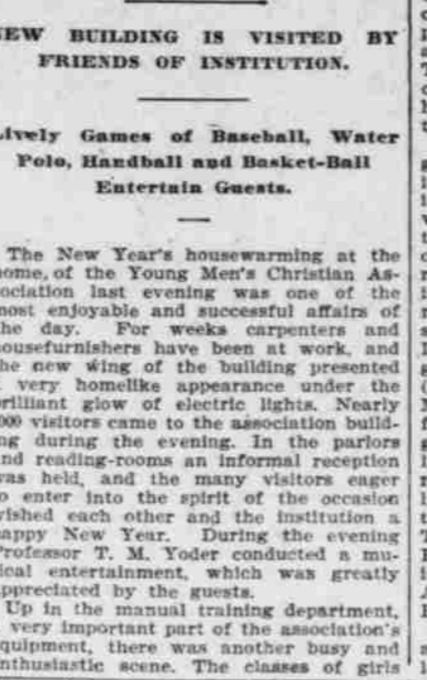 NEW BUILDING IS VISITED BY
FRIENDS OF INSTITUTION.
Lively Games of Baseball, Water
Polo, Handball and Basket-Ball
Entertain Guests.
The New Year's housewarming at the
home, of the Young Men's Christian As-
sociation last evening was one of the
most enjoyable and successful affairs of
the day. For weeks carpenters and
housefurnishers have been at work, and
the new wing of the building presented
a very homelike appearance under the
brilliant glow of electric lights. Nearly
000 visitors came to the association build-
ing during the evening. In the parlors
and reading-rooms an informal reception
was held, and the many visitors eager
to enter into the spirit of the occasion
wished each other and the institution a
happy New Year. During the evening
Professor T. M. Yoder conducted a mu-
sical entertainment, which was greatly
appreciated by the guests.
Up in the manual training department,
a very important part of the association's
equipment, there was another busy and
enthusiastic scene. The classes of girls